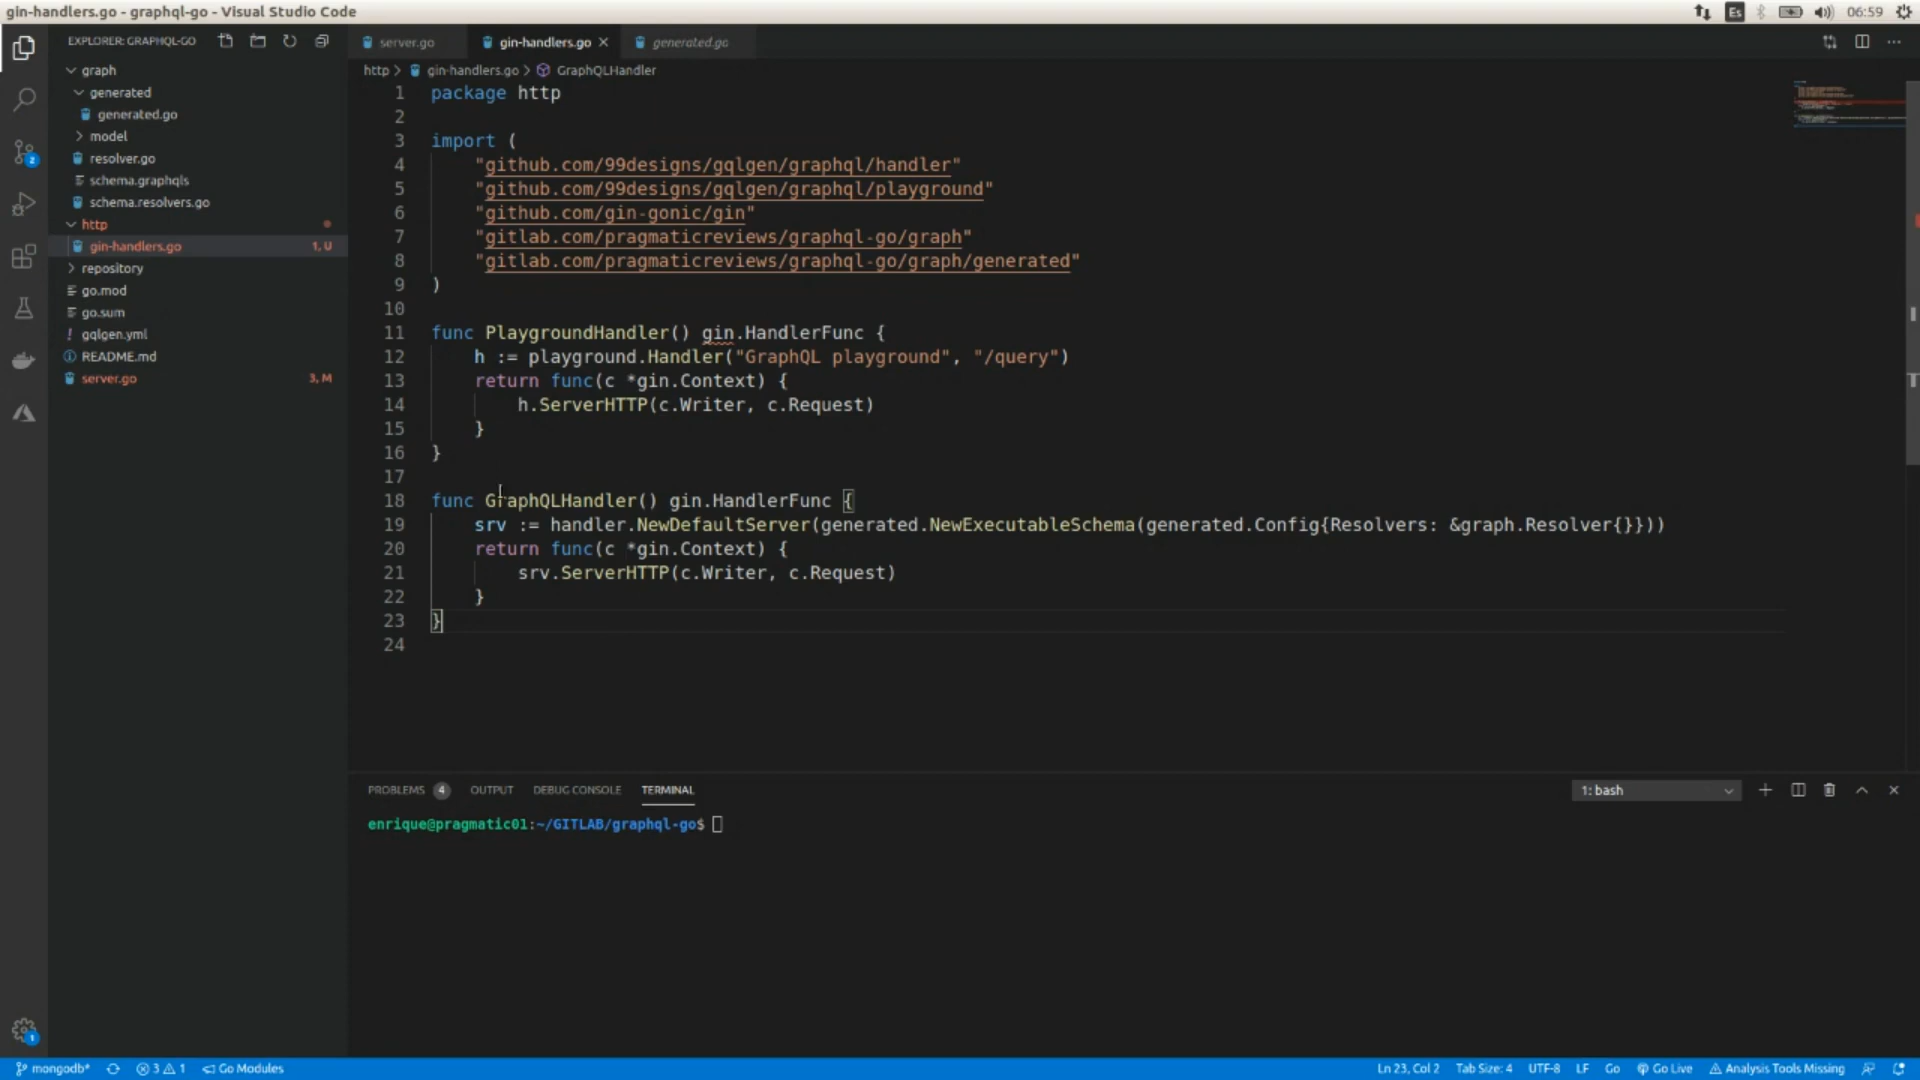 gin-handlers.go - graphql-go - Visual Studio Code
Es
06:59
EXPLORER: GRAPHQL-GO
graph
generated
generated.go
model
resolver.go
schema.graphqls
schema.resolvers.go
http
gin-handlers.go 1, U
repository
go.mod
go.sum
gqlgen.yml
README.md
server.go 3, M
2
1
server.go
gin-handlers.go
generated.go
http > gin-handlers.go > GraphQLHandler
1 package http
2
3 import (
4 "github.com/99designs/gqlgen/graphql/handler"
5 "github.com/99designs/gqlgen/graphql/playground"
6 "github.com/gin-gonic/gin"
7 "gitlab.com/pragmaticreviews/graphql-go/graph"
8 "gitlab.com/pragmaticreviews/graphql-go/graph/generated"
9 )
10
11 func PlaygroundHandler() gin.HandlerFunc {
12 h := playground.Handler("GraphQL playground", "/query")
13 return func(c *gin.Context) {
14 h.ServerHTTP(c.Writer, c.Request)
15 }
16 }
17
18 func GraphQLHandler() gin.HandlerFunc {
19 srv := handler.NewDefaultServer(generated.NewExecutableSchema(generated.Config{Resolvers: &graph.Resolver{}}))
20 return func(c *gin.Context) {
21 srv.ServerHTTP(c.Writer, c.Request)
22 }
23 }
24
PROBLEMS 4 OUTPUT DEBUG CONSOLE TERMINAL
1: bash
enrique@pragmatic01:~/GITLAB/graphql-go$
mongodb* 3 1 Go Modules
Ln 23, Col 2 Tab Size: 4 UTF-8 LF Go Go Live Analysis Tools Missing